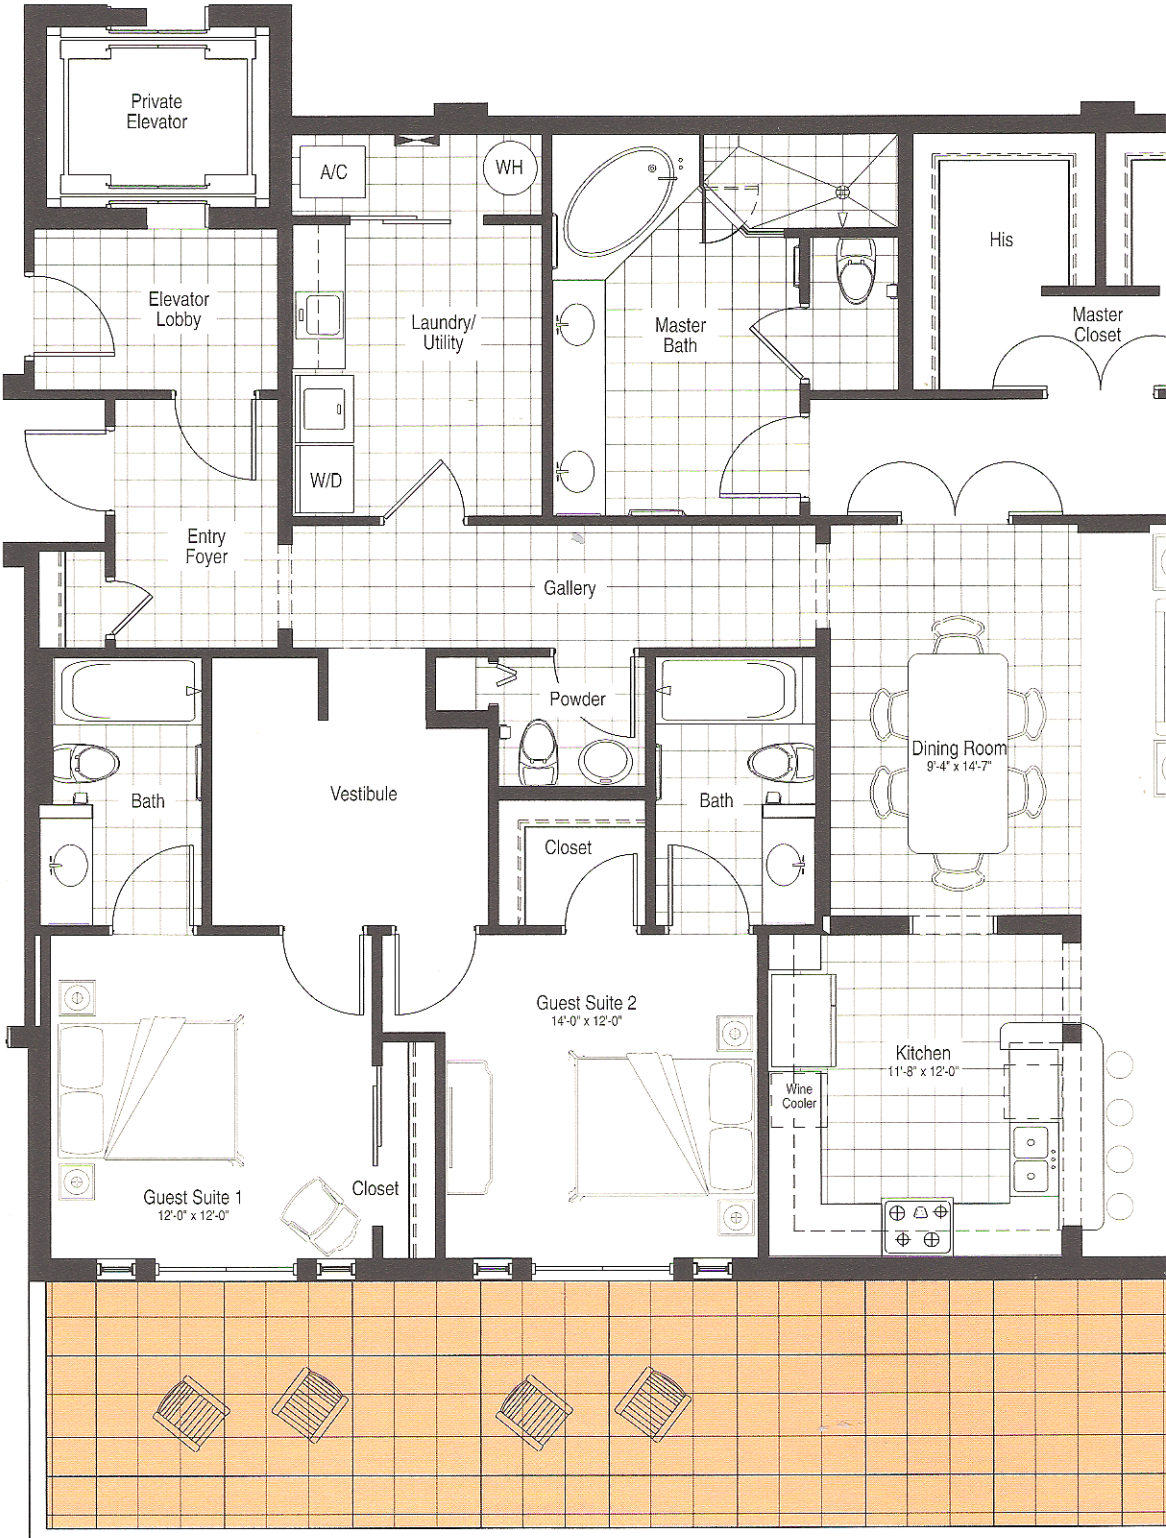 Private
Elevator
A/C
WH
His
Elevator
Lobby
Laundry/
Utility
Master
Bath
Master
Closet
W/D
Entry
Foyer
Gallery
Powder
Dining Room
9'-4" x 14'-7"
Bath
Vestibule
Bath
Closet
Guest Suite 2
14'-0" x 12'-0"
Kitchen
11'-8" x 12'-0"
Wine
Cooler
Guest Suite 1
12'-0" x 12'-0"
Closet